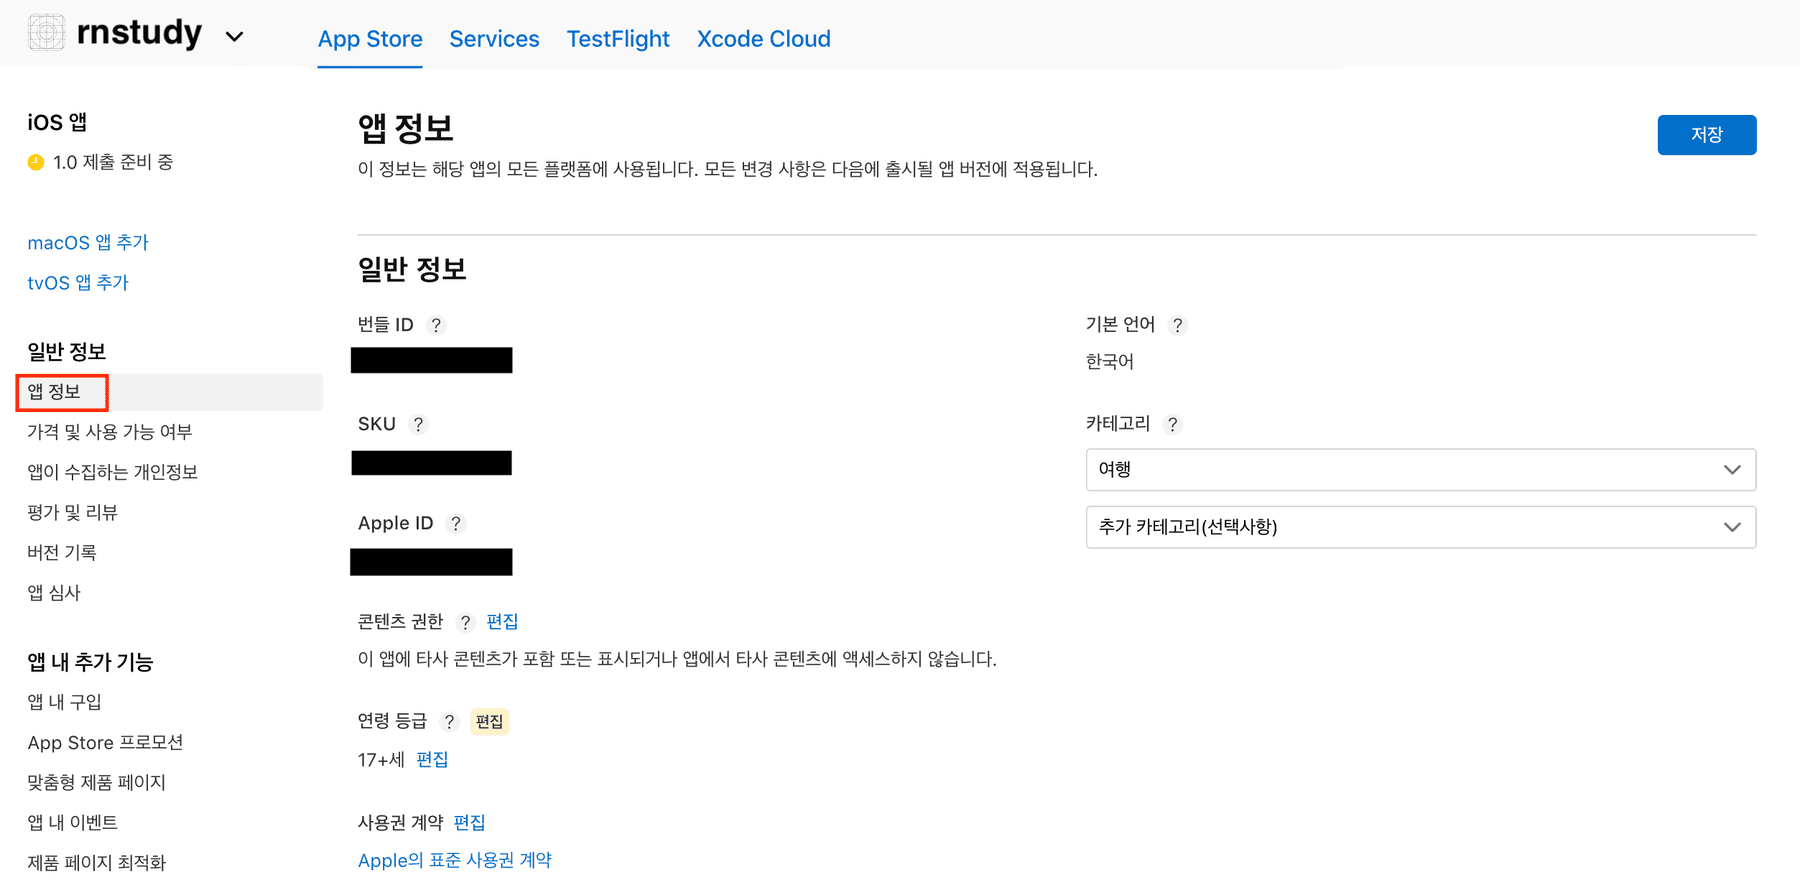 rnstudy
App Store Services TestFlight Xcode Cloud
iOS 앱
1.0 제출 준비 중
macOS 앱 추가
tvOS 앱 추가
일반 정보
앱 정보
가격 및 사용 가능 여부
앱이 수집하는 개인정보
평가 및 리뷰
버전 기록
앱 심사
앱 내 추가 기능
앱 내 구입
App Store 프로모션
맞춤형 제품 페이지
앱 내 이벤트
제품 페이지 최적화
앱 정보
저장
이 정보는 해당 앱의 모든 플랫폼에 사용됩니다. 모든 변경 사항은 다음에 출시될 앱 버전에 적용됩니다.
일반 정보
번들 ID ?
SKU ?
Apple ID ?
콘텐츠 권한 ? 편집
이 앱에 타사 콘텐츠가 포함 또는 표시되거나 앱에서 타사 콘텐츠에 액세스하지 않습니다.
연령 등급 ? 편집
17+세 편집
사용권 계약 편집
Apple의 표준 사용권 계약
기본 언어 ?
한국어
카테고리 ?
여행
추가 카테고리(선택사항)